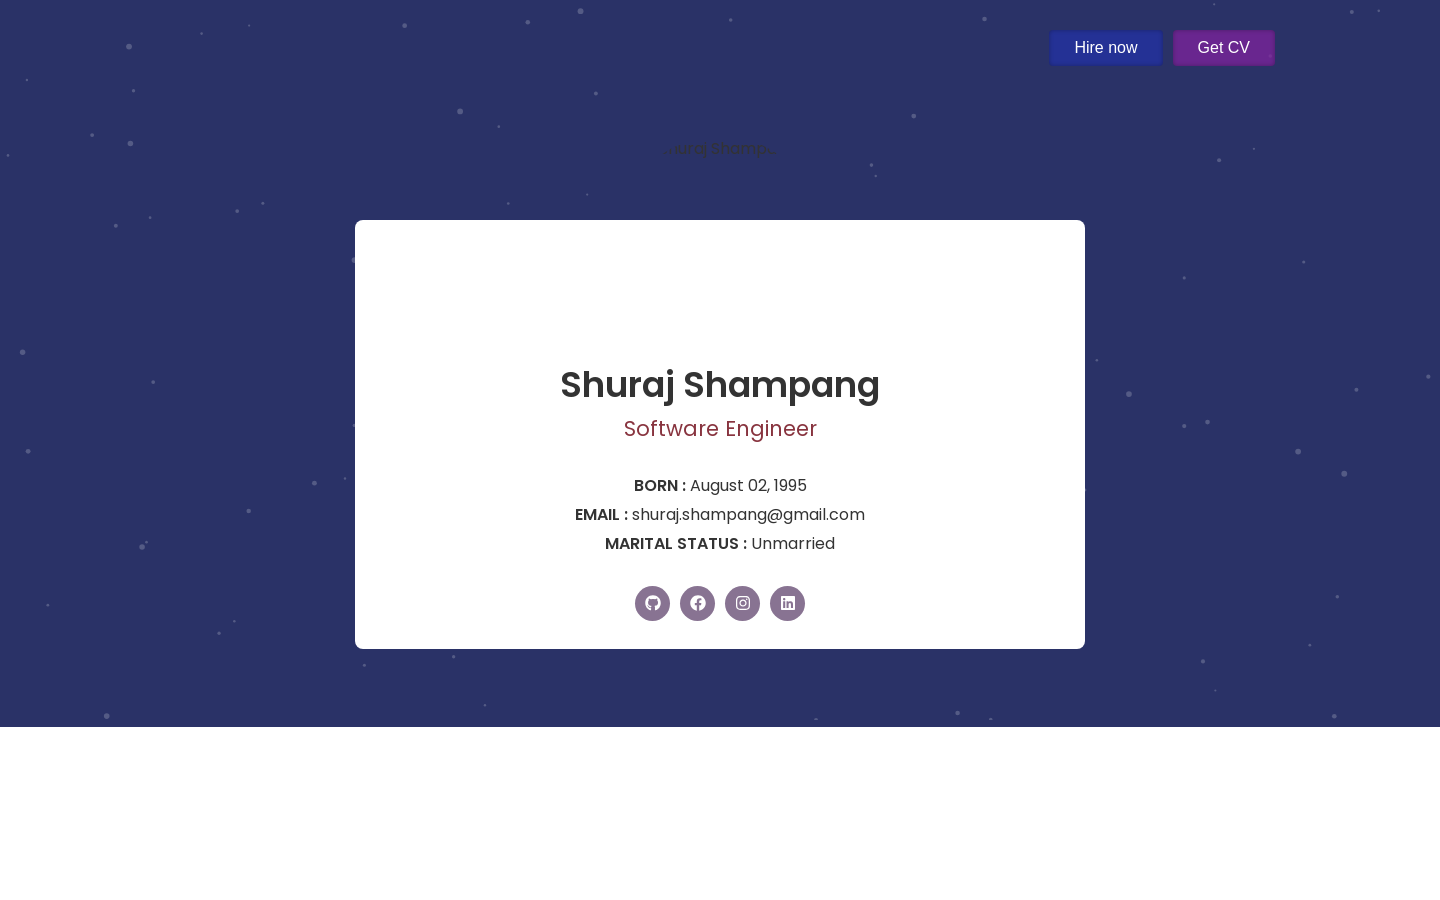 Hire now
Get CV
Shuraj Shampang
Software Engineer
BORN : August 02, 1995
EMAIL : shuraj.shampang@gmail.com
MARITAL STATUS : Unmarried